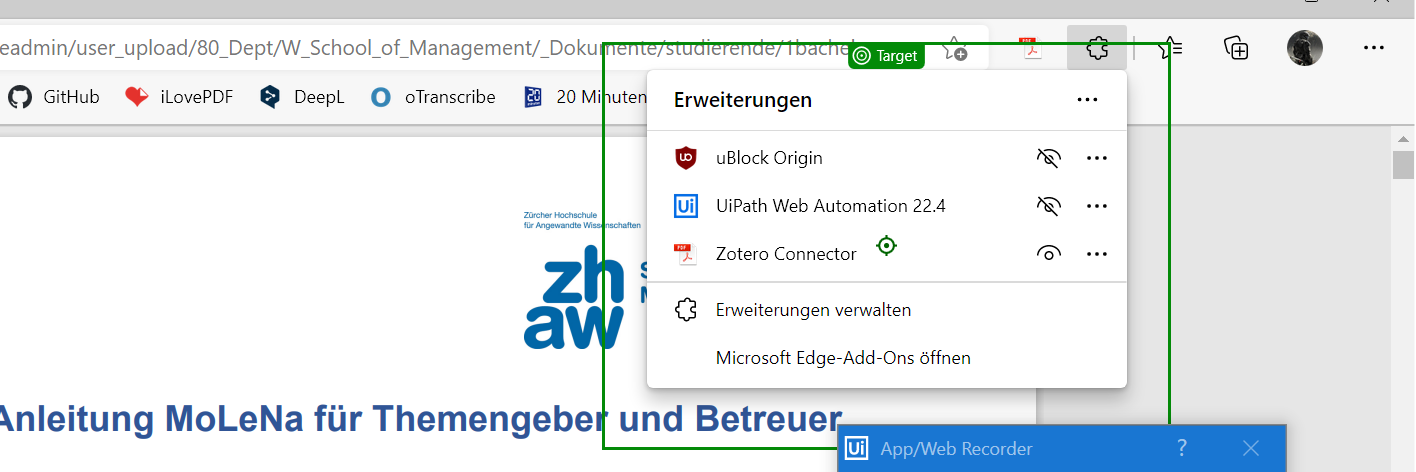 eadmin/user_upload/80_Dept/W_School_of_Management/_Dokumente/studierende/1bachel
Target
GitHub
iLovePDF
DeepL
oTranscribe
20 Minuten
Erweiterungen
uBlock Origin
UiPath Web Automation 22.4
Zotero Connector
Erweiterungen verwalten
Microsoft Edge-Add-Ons öffnen
Zürcher Hochschule
für Angewandte Wissenschaften
zh
aw
S
M
Anleitung MoLeNa für Themengeber und Betreuer
Ui App/Web Recorder ?